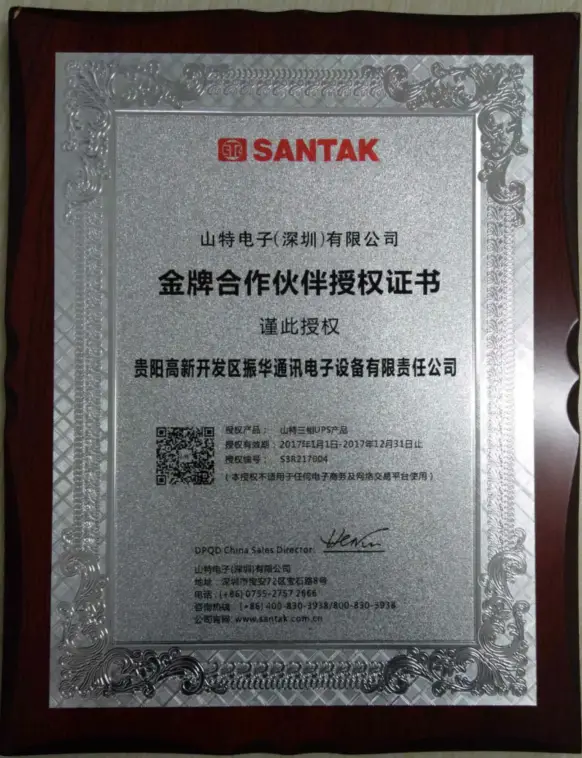 SANTAK
山特电子(深圳)有限公司
金牌合作伙伴授权证书
谨此授权
贵阳高新开发区振华通讯电子设备有限责任公司
授权产品: 山特三相UPS产品
授权有效期: 2017年1月1日-2017年12月31日止
授权编号: S3R217004
(本授权不适用于任何电子商务及网络交易平台使用)
DPQD China Sales Director:
山特电子(深圳)有限公司
地址: 深圳市宝安72区宝石路8号
电话: (+86) 0755-2757 2666
咨询热线: (+86) 400-830-3938/800-830-3938
公司官网: www.santak.com.cn